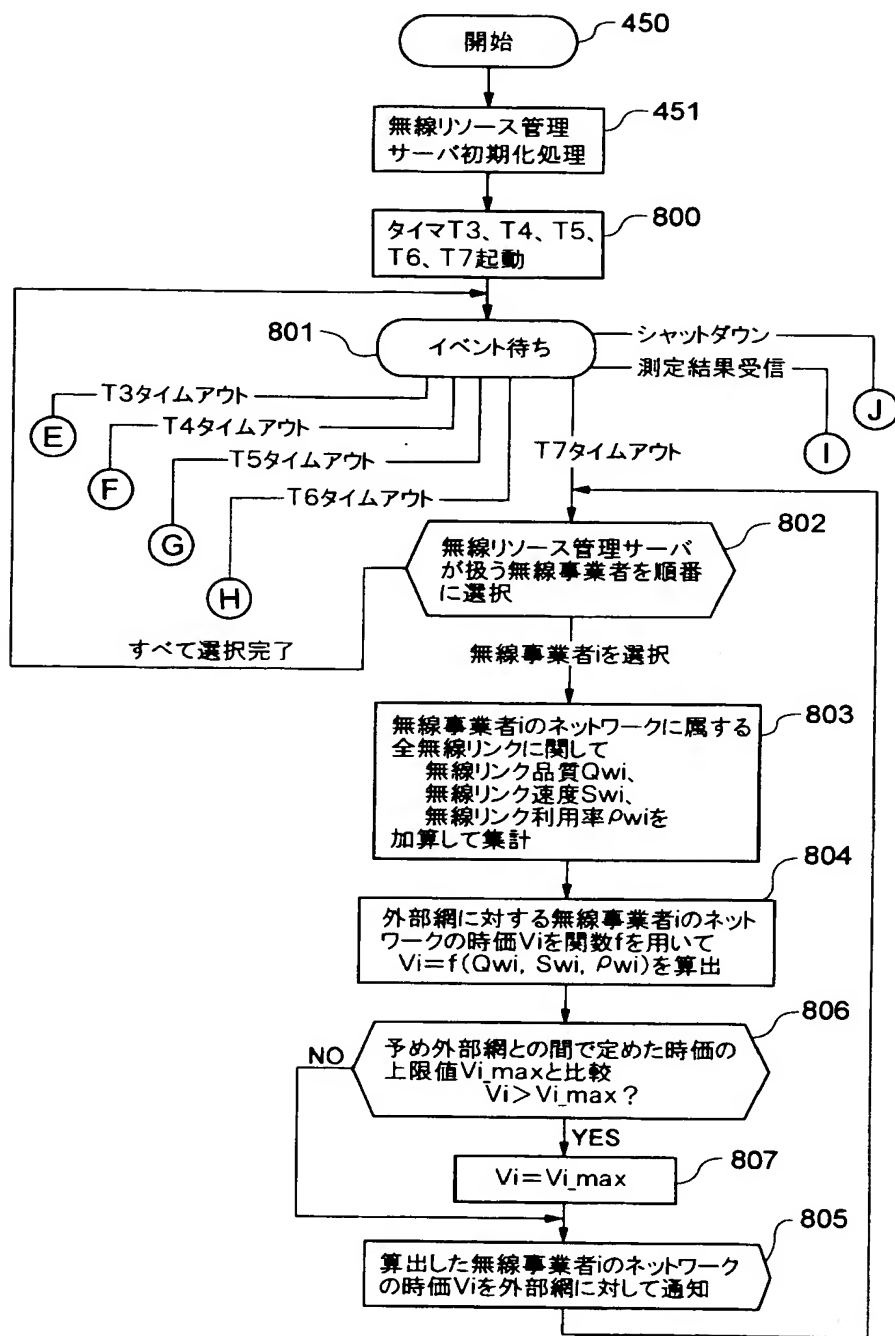 開始
450
無線リソース管理
サーバ初期化処理
451
タイマT3、T4、T5、
T6、T7起動
800
801
イベント待ち
シャットダウン
測定結果受信
J
I
T3タイムアウト
E
T4タイムアウト
F
T5タイムアウト
G
T6タイムアウト
H
T7タイムアウト
無線リソース管理サーバ
が扱う無線事業者を順番
に選択
802
すべて選択完了
無線事業者iを選択
無線事業者iのネットワークに属する
全無線リンクに関して
無線リンク品質Qwi、
無線リンク速度Swi、
無線リンク利用率ρwiを
加算して集計
803
804
外部網に対する無線事業者iのネット
ワークの時価Viを関数fを用いて
Vi=f(Qwi, Swi, ρwi)を算出
806
予め外部網との間で定めた時価の
上限値Vi_maxと比較
Vi>Vi_max?
NO
YES
Vi=Vi_max
807
805
算出した無線事業者iのネットワーク
の時価Viを外部網に対して通知